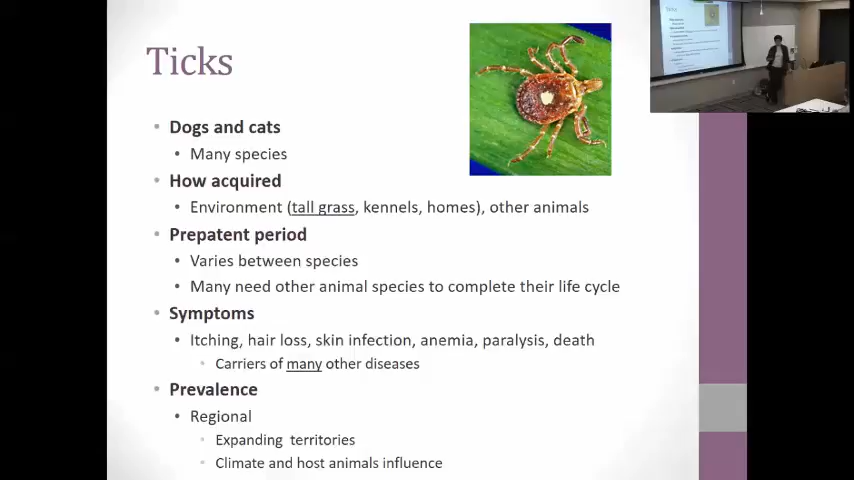 Ticks
• Dogs and cats
• Many species
• How acquired
• Environment (tall grass, kennels, homes), other animals
• Prepatent period
• Varies between species
• Many need other animal species to complete their life cycle
• Symptoms
• Itching, hair loss, skin infection, anemia, paralysis, death
• Carriers of many other diseases
• Prevalence
• Regional
• Expanding territories
• Climate and host animals influence